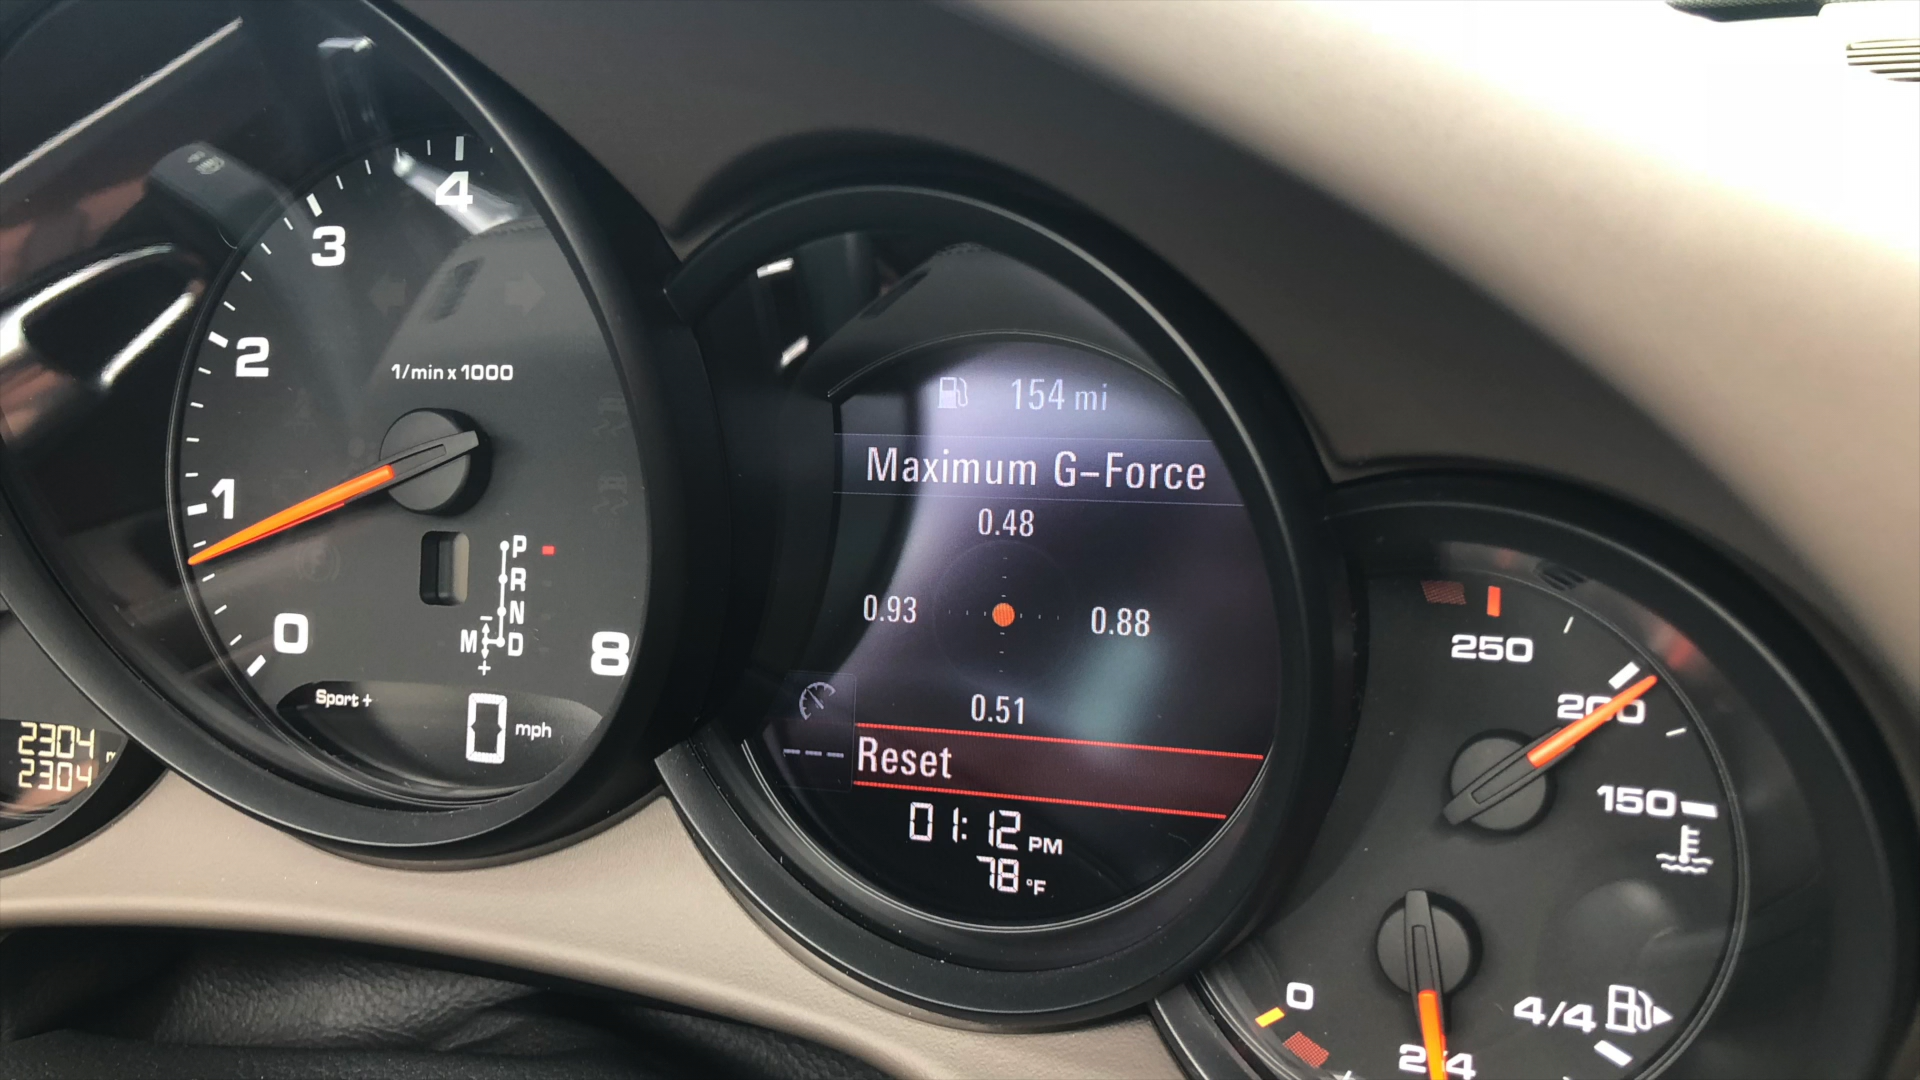 4
3
2
1
0
8
1/min x 1000
P
R
N
M D
-
+
Sport +
0 mph
2304
2304
154 mi
Maximum G-Force
0.48
0.93 0.88
0.51
---
Reset
01:12 PM
78 °F
250
200
150
0
2/4
4/4